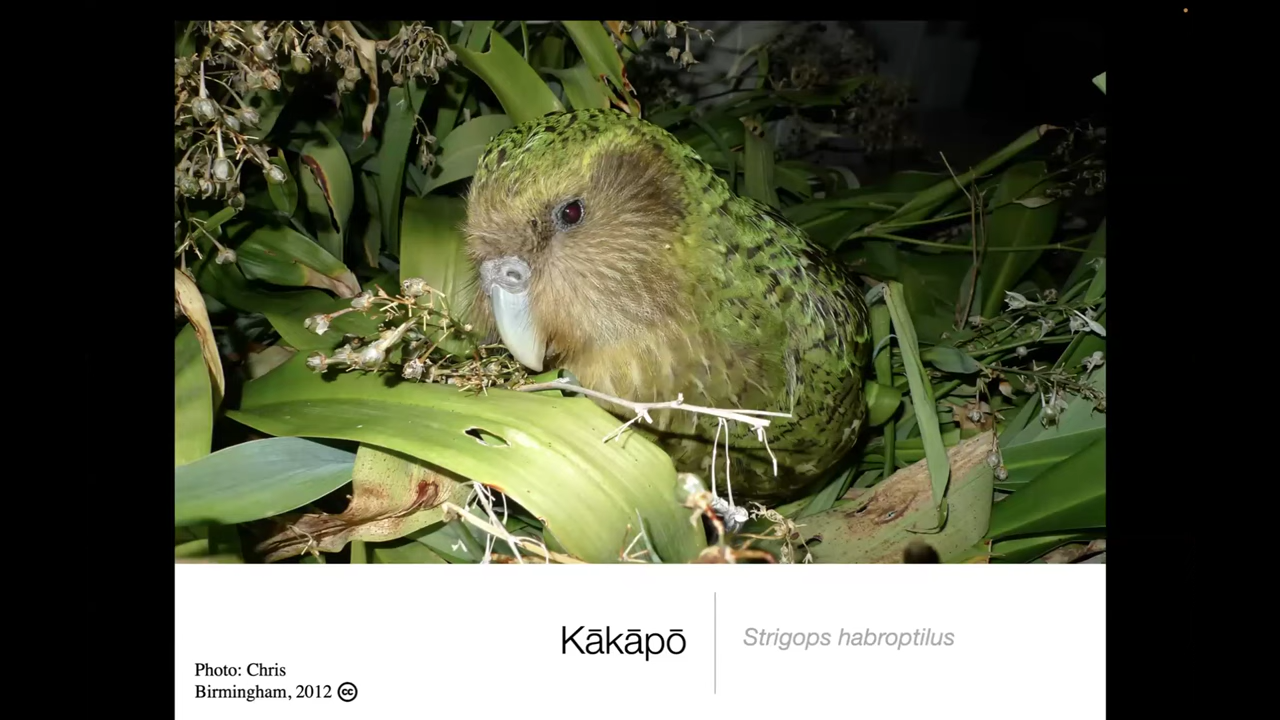 Kākāpō
Strigops habroptilus
Photo: Chris
Birmingham, 2012 🅭